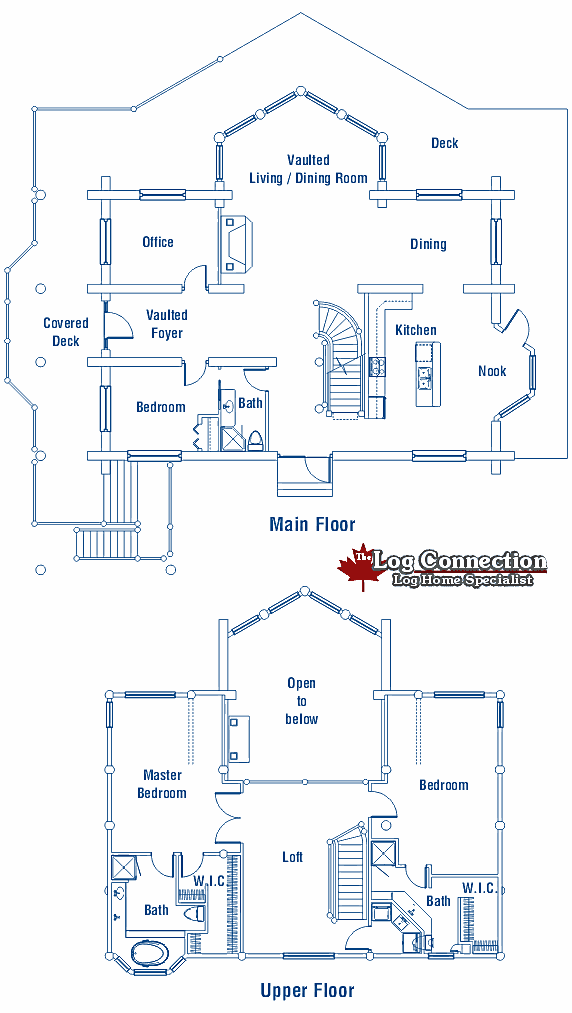 Deck
Vaulted
Living / Dining Room
Office
Dining
Vaulted
Foyer
Covered
Deck
Kitchen
Nook
Bedroom
Bath
Main Floor
The Log Connection
Log Home Specialist
Open
to
below
Master
Bedroom
Bedroom
Loft
W.I.C.
W.I.C.
Bath
Bath
Upper Floor